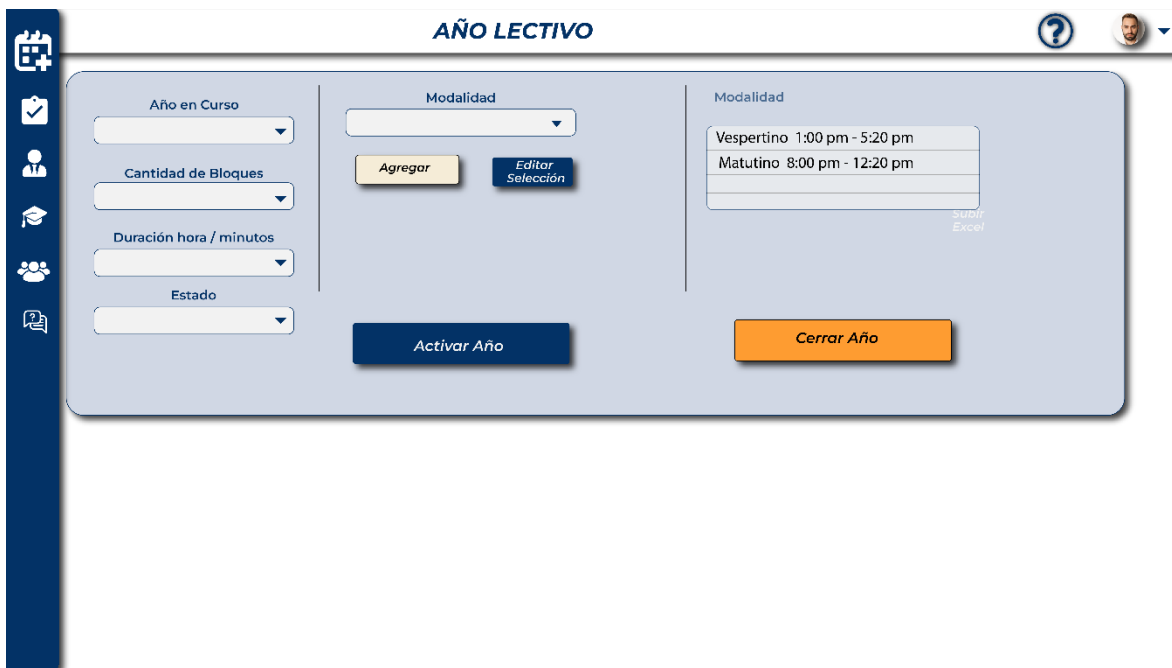 AÑO LECTIVO
Año en Curso
Cantidad de Bloques
Duración hora / minutos
Estado
Modalidad
Agregar
Editar
Selección
Activar Año
Modalidad
Vespertino 1:00 pm - 5:20 pm
Matutino 8:00 pm - 12:20 pm
Subir
Excel
Cerrar Año